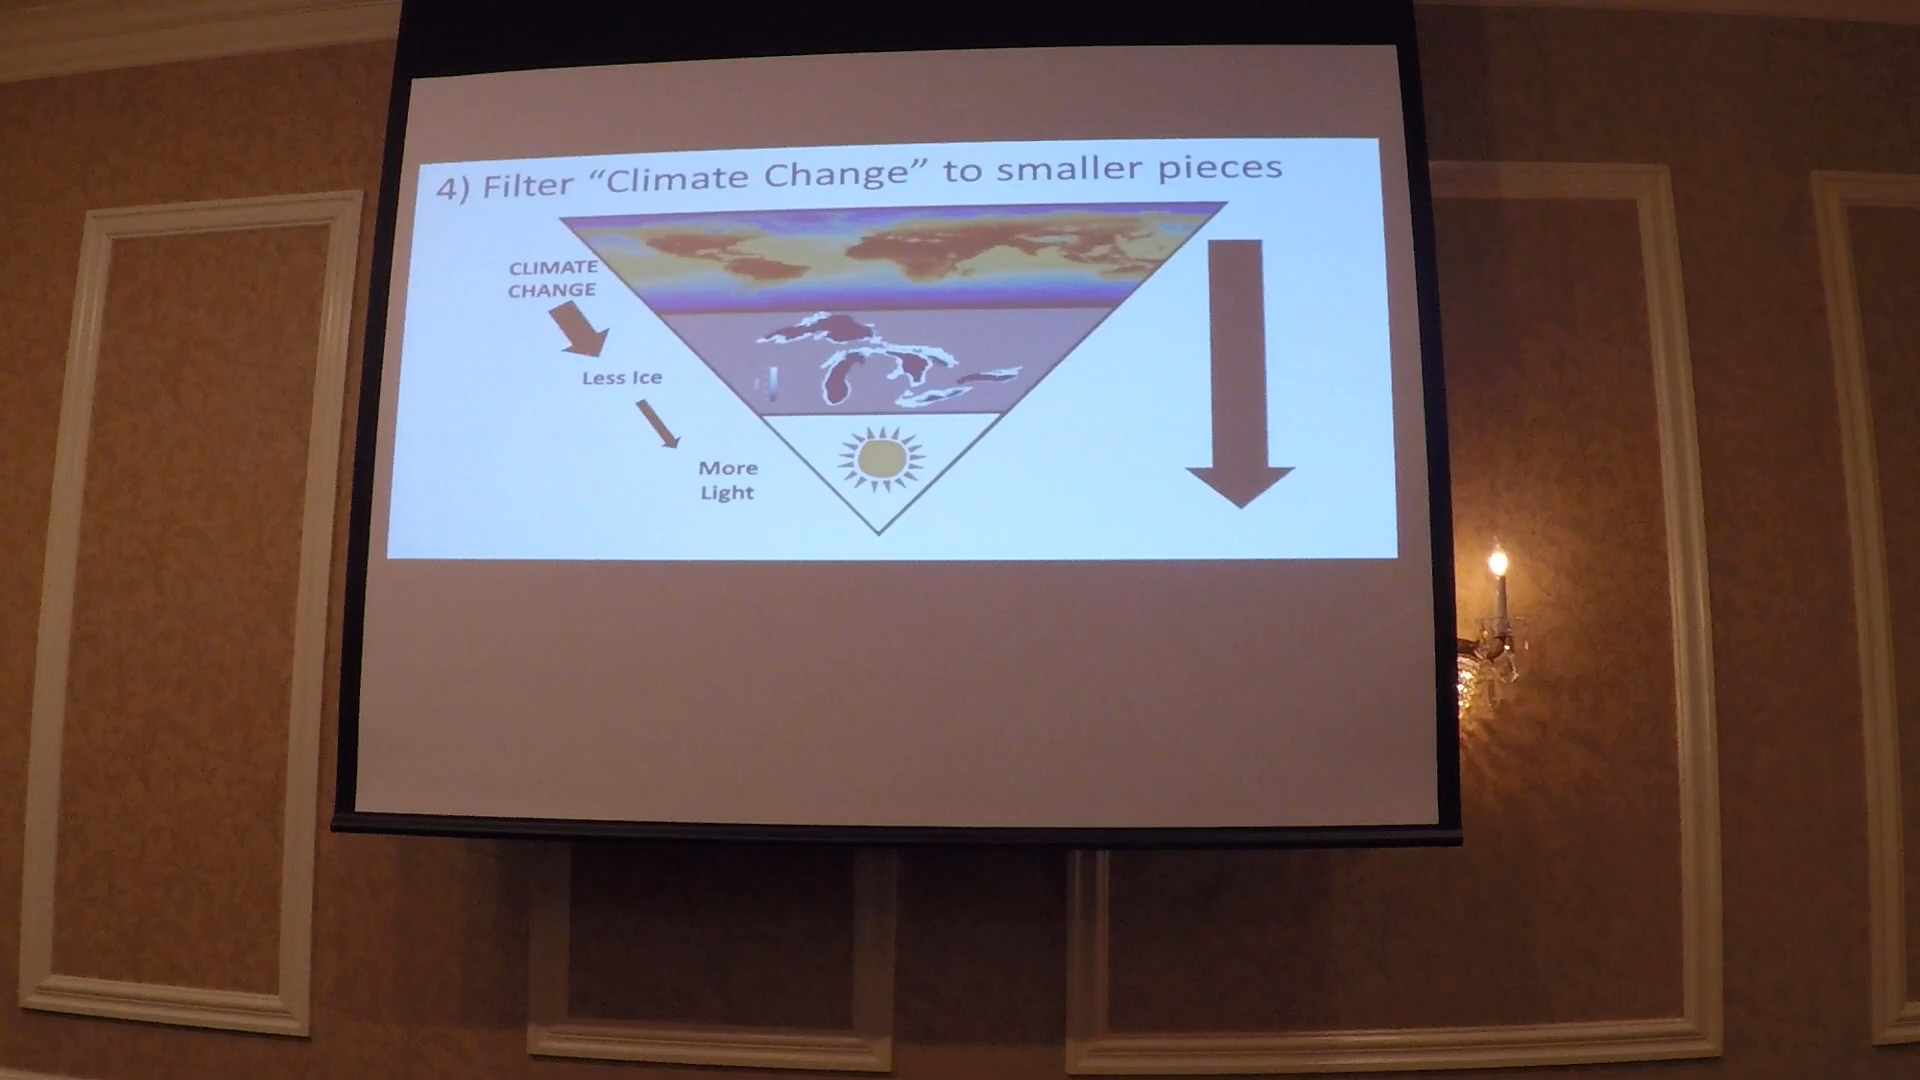 4) Filter “Climate Change” to smaller pieces
CLIMATE
CHANGE
Less Ice
More
Light